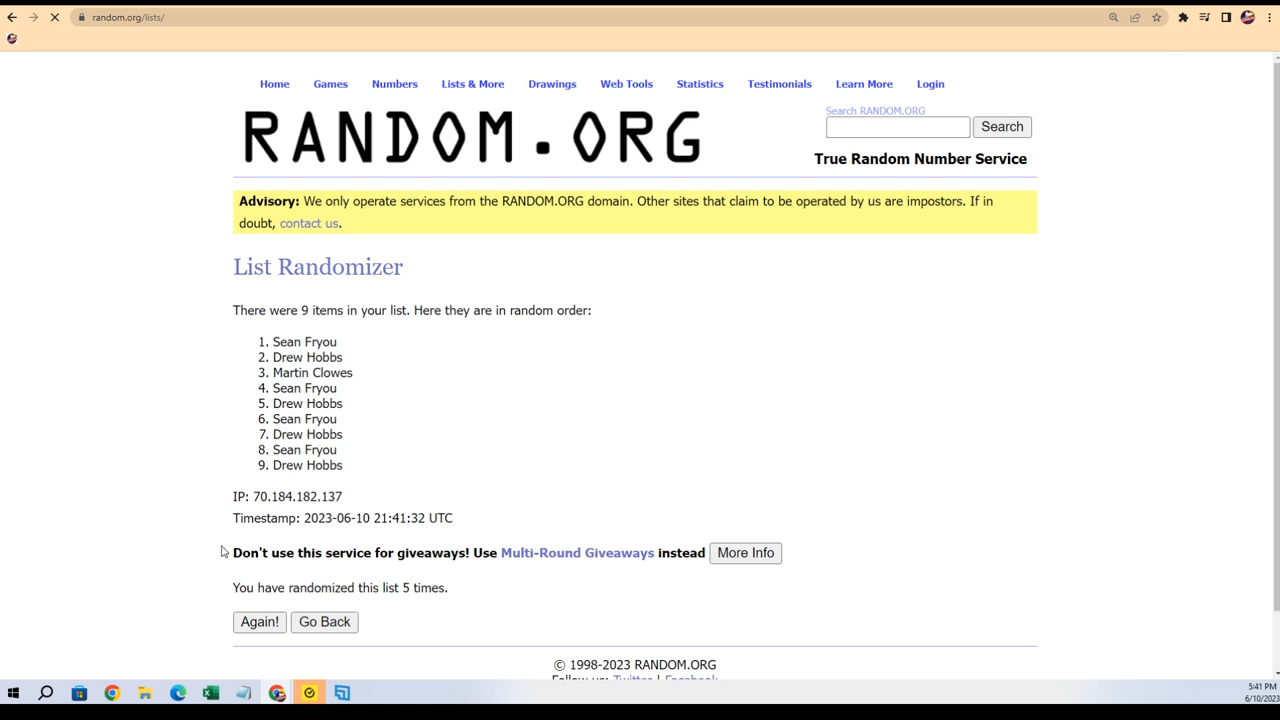 random.org/lists/
Home Games Numbers Lists & More Drawings Web Tools Statistics Testimonials Learn More Login
RANDOM.ORG
Search RANDOM.ORG
Search
True Random Number Service
Advisory: We only operate services from the RANDOM.ORG domain. Other sites that claim to be operated by us are impostors. If in
doubt, contact us.
List Randomizer
There were 9 items in your list. Here they are in random order:
1. Sean Fryou
2. Drew Hobbs
3. Martin Clowes
4. Sean Fryou
5. Drew Hobbs
6. Sean Fryou
7. Drew Hobbs
8. Sean Fryou
9. Drew Hobbs
IP: 70.184.182.137
Timestamp: 2023-06-10 21:41:32 UTC
Don't use this service for giveaways! Use Multi-Round Giveaways instead More Info
You have randomized this list 5 times.
Again! Go Back
© 1998-2023 RANDOM.ORG
Follow us: Twitter | Facebook
5:41 PM
6/10/2023